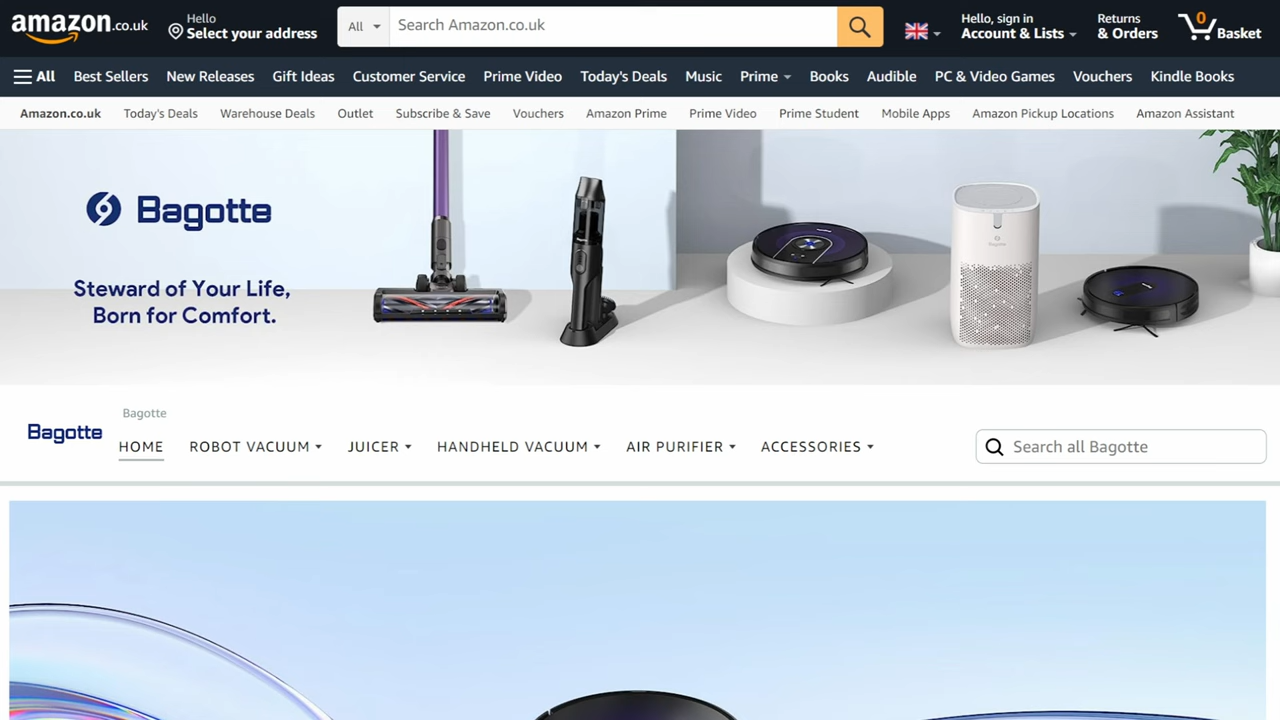 amazon.co.uk
Hello
Select your address
All
Search Amazon.co.uk
Hello, sign in
Account & Lists
Returns
& Orders
0
Basket
All
Best Sellers
New Releases
Gift Ideas
Customer Service
Prime Video
Today's Deals
Music
Prime
Books
Audible
PC & Video Games
Vouchers
Kindle Books
Amazon.co.uk
Today's Deals
Warehouse Deals
Outlet
Subscribe & Save
Vouchers
Amazon Prime
Prime Video
Prime Student
Mobile Apps
Amazon Pickup Locations
Amazon Assistant
Bagotte
Steward of Your Life,
Born for Comfort.
Bagotte
Bagotte
HOME
ROBOT VACUUM
JUICER
HANDHELD VACUUM
AIR PURIFIER
ACCESSORIES
Search all Bagotte